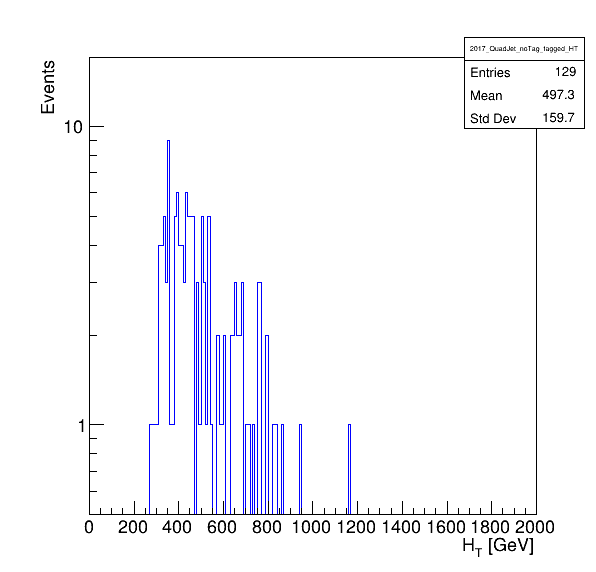 2017_QuadJet_noTag_tagged_HT
Entries 129
Mean 497.3
Std Dev 159.7
Events
10
1
0 200 400 600 800 1000 1200 1400 1600 1800 2000
H_T [GeV]